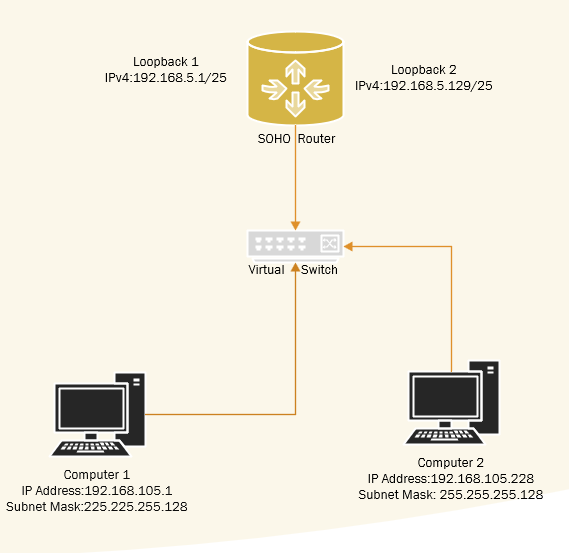 Loopback 1
IPv4:192.168.5.1/25
Loopback 2
IPv4:192.168.5.129/25
SOHO Router
Virtual Switch
Computer 1
IP Address:192.168.105.1
Subnet Mask:225.225.255.128
Computer 2
IP Address:192.168.105.228
Subnet Mask: 255.255.255.128